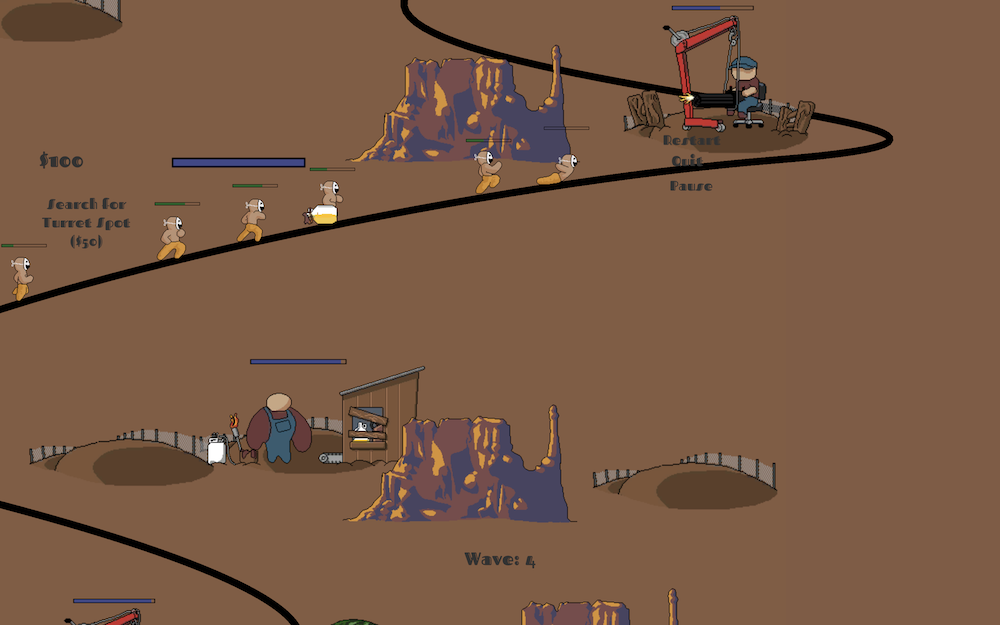 Restart
$100
Quit
Pause
Search for
Turret Spot
($50)
Wave: 4